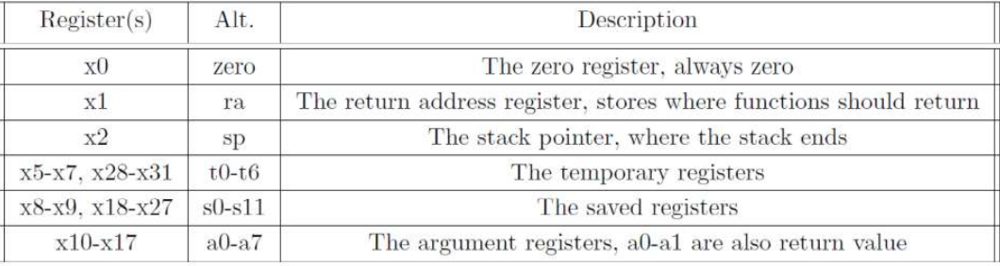 Register(s) Alt. Description
x0 zero The zero register, always zero
x1 ra The return address register, stores where functions should return
x2 sp The stack pointer, where the stack ends
x5-x7, x28-x31 t0-t6 The temporary registers
x8-x9, x18-x27 s0-s11 The saved registers
x10-x17 a0-a7 The argument registers, a0-a1 are also return value